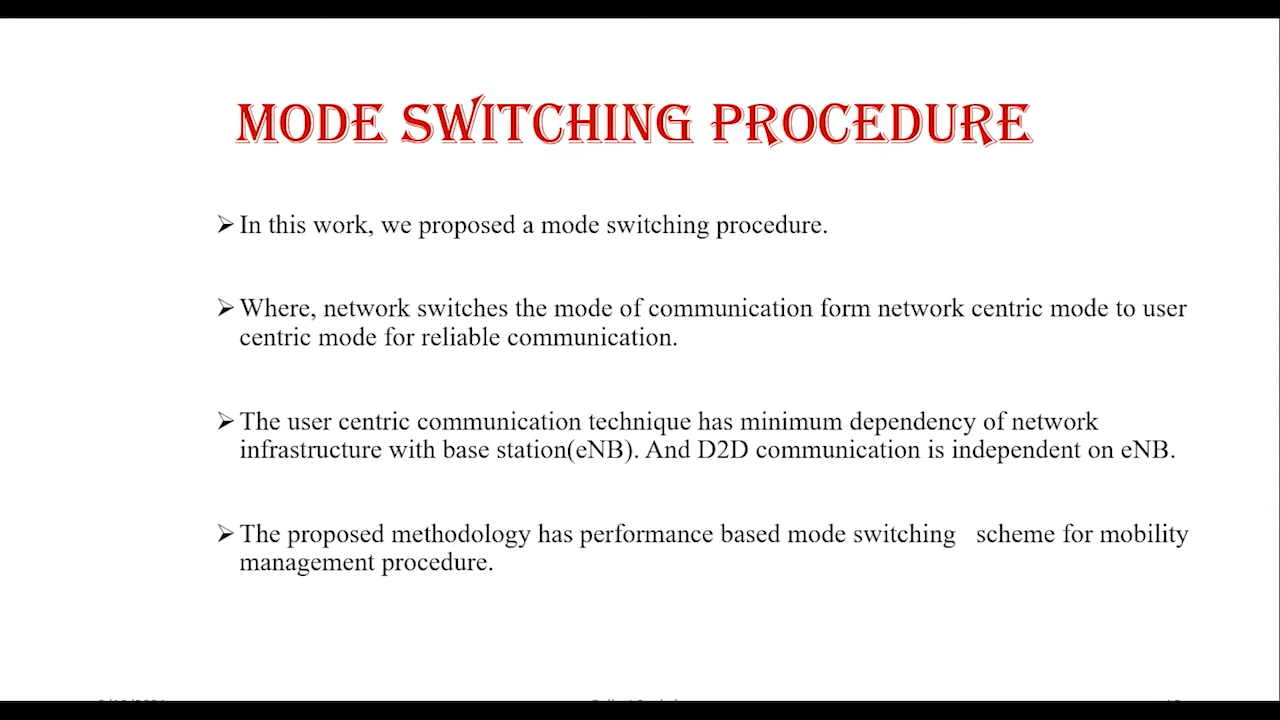 MODE SWITCHING PROCEDURE
➢ In this work, we proposed a mode switching procedure.
➢ Where, network switches the mode of communication form network centric mode to user
centric mode for reliable communication.
➢ The user centric communication technique has minimum dependency of network
infrastructure with base station(eNB). And D2D communication is independent on eNB.
➢ The proposed methodology has performance based mode switching   scheme for mobility
management procedure.